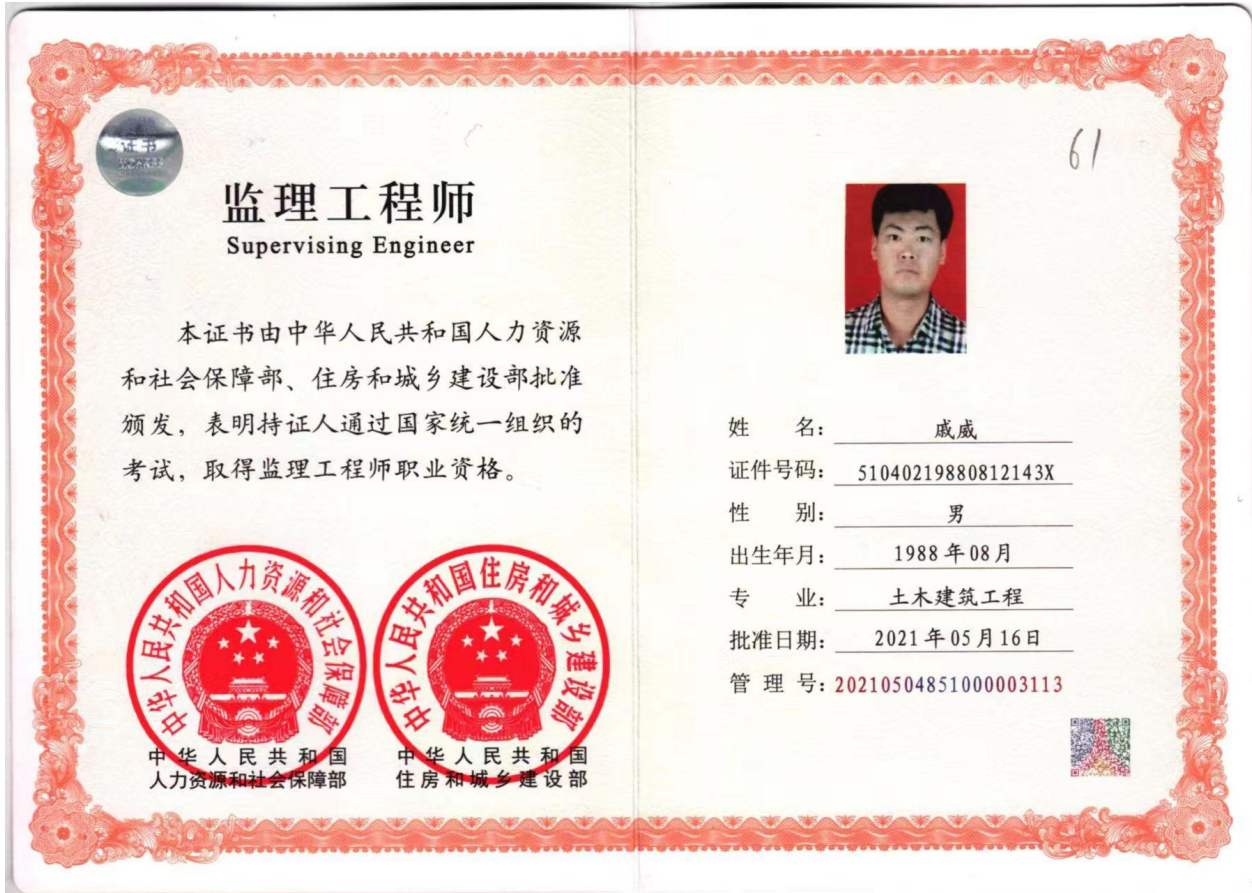 证书
监理工程师
Supervising Engineer
本证书由中华人民共和国人力资源
和社会保障部、住房和城乡建设部批准
颁发，表明持证人通过国家统一组织的
考试，取得监理工程师职业资格。
中华人民共和国人力资源和社会保障部
中华人民共和国
人力资源和社会保障部
中华人民共和国住房和城乡建设部
中华人民共和国
住房和城乡建设部
61
姓 名： 戚威
证件号码： 51040219880812143X
性 别： 男
出生年月： 1988年08月
专 业： 土木建筑工程
批准日期： 2021年05月16日
管 理 号：20210504851000003113